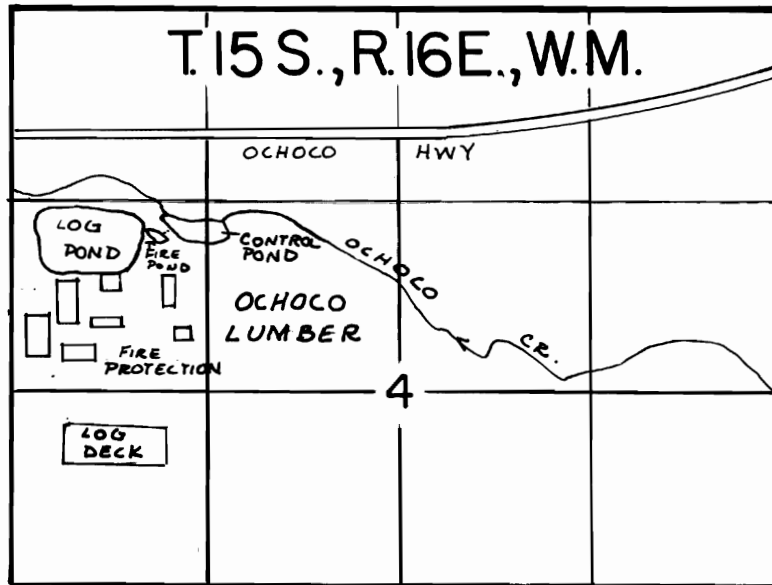 T.15 S., R.16E., W.M.
OCHOCO HWY
LOG
POND
FIRE
POND
CONTROL
POND
OCHOCO
CR.
OCHOCO
LUMBER
FIRE
PROTECTION
4
LOG
DECK